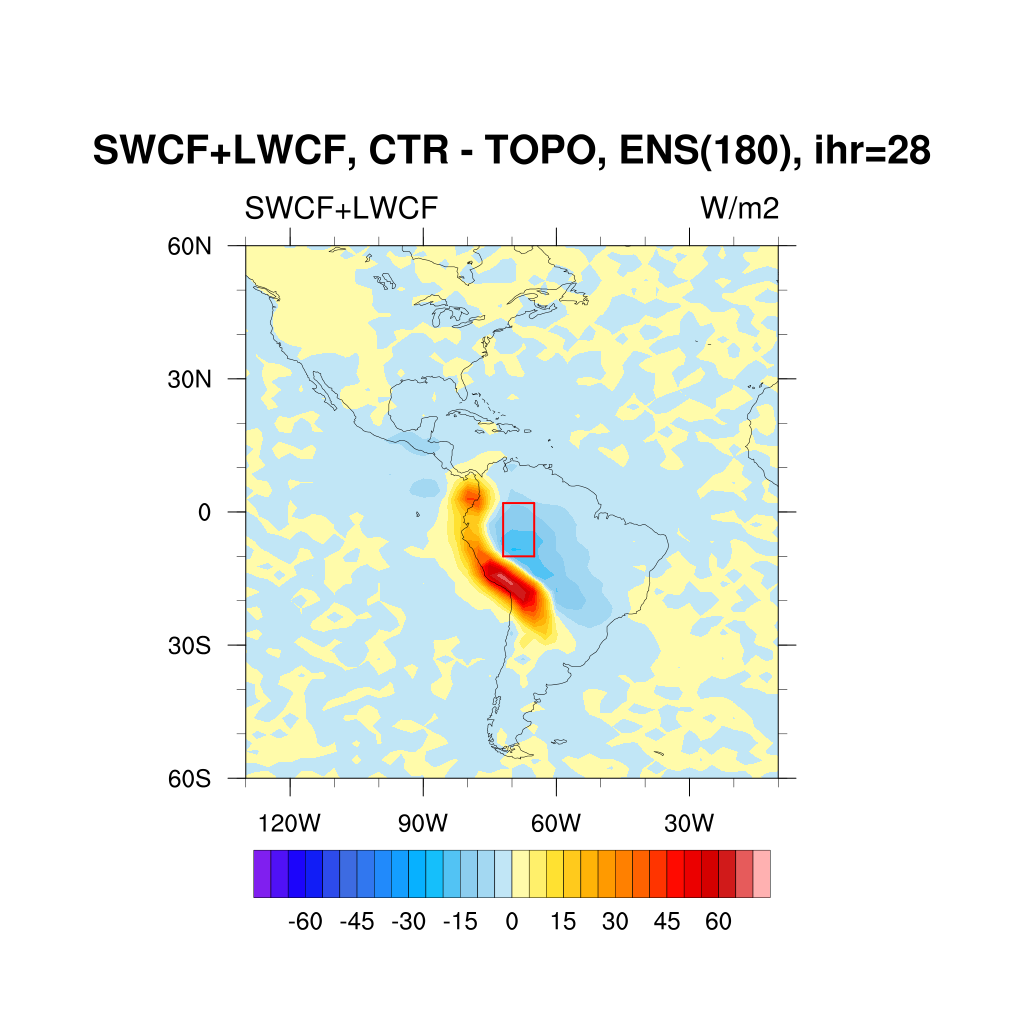 SWCF+LWCF, CTR - TOPO, ENS(180), ihr=28
SWCF+LWCF W/m2
60N
30N
0
30S
60S
120W 90W 60W 30W
-60 -45 -30 -15 0 15 30 45 60